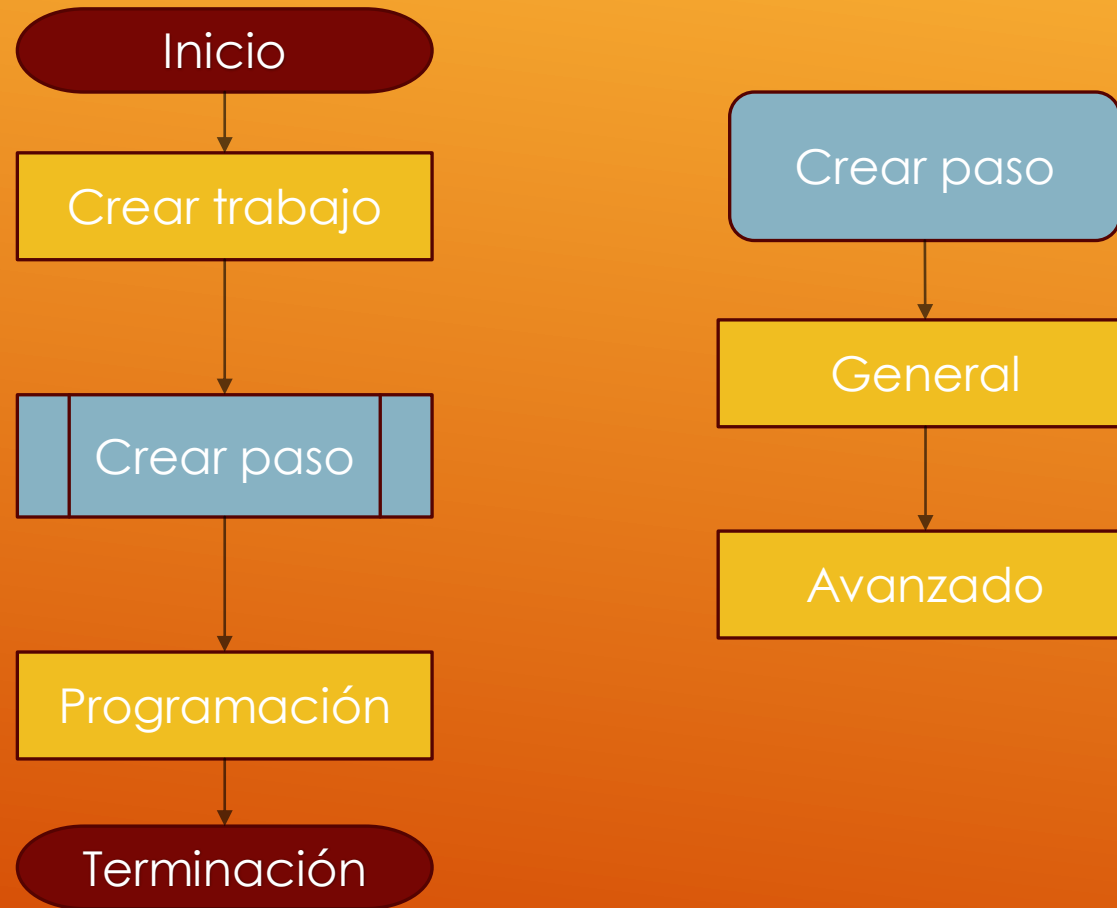 Inicio
Crear trabajo
Crear paso
Programación
Terminación
Crear paso
General
Avanzado